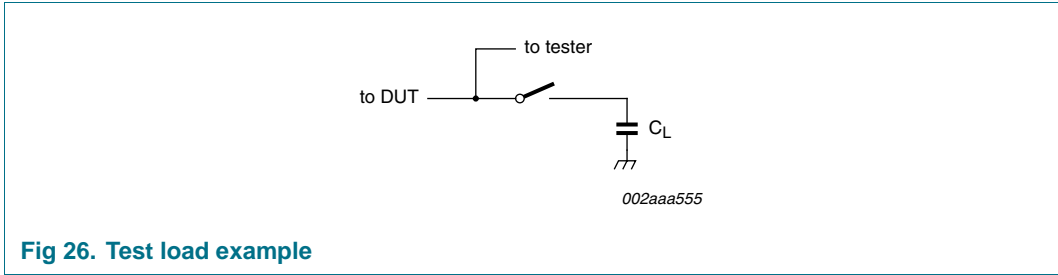 to tester
to DUT
CL
002aaa555
Fig 26. Test load example